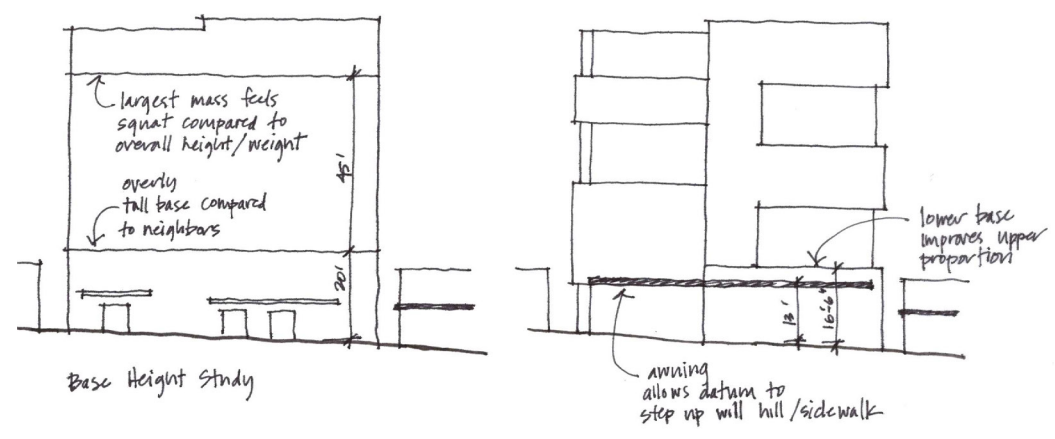 largest mass feels
squat compared to
overall height/weight
overly
tall base compared
to neighbors
45'
20'
Base Height Study
lower base
improves upper
proportion
13'
16'-6"
awning
allows datum to
step up will hill/sidewalk